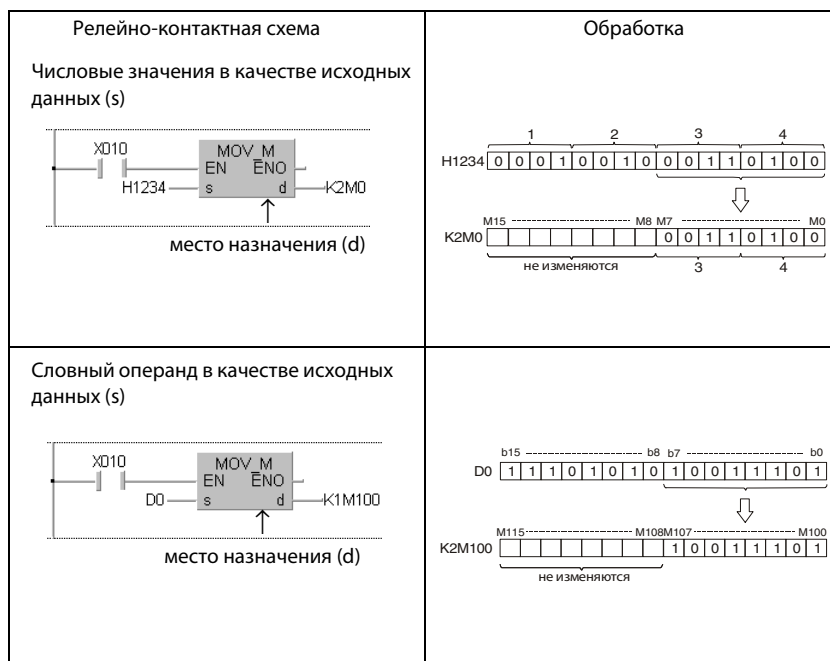 Релейно-контактная схема
Обработка
Числовые значения в качестве исходных
данных (s)
X010
MOV_M
EN ENO
H1234 s d K2M0
место назначения (d)
1 2 3 4
H1234 0 0 0 1 0 0 1 0 0 0 1 1 0 1 0 0
M15 M8 M7 M0
K2M0 0 0 1 1 0 1 0 0
не изменяются 3 4
Словный операнд в качестве исходных
данных (s)
X010
MOV_M
EN ENO
D0 s d K1M100
место назначения (d)
b15 b8 b7 b0
D0 1 1 1 0 1 0 1 0 1 0 0 1 1 1 0 1
M115 M108 M107 M100
K2M100 1 0 0 1 1 1 0 1
не изменяются